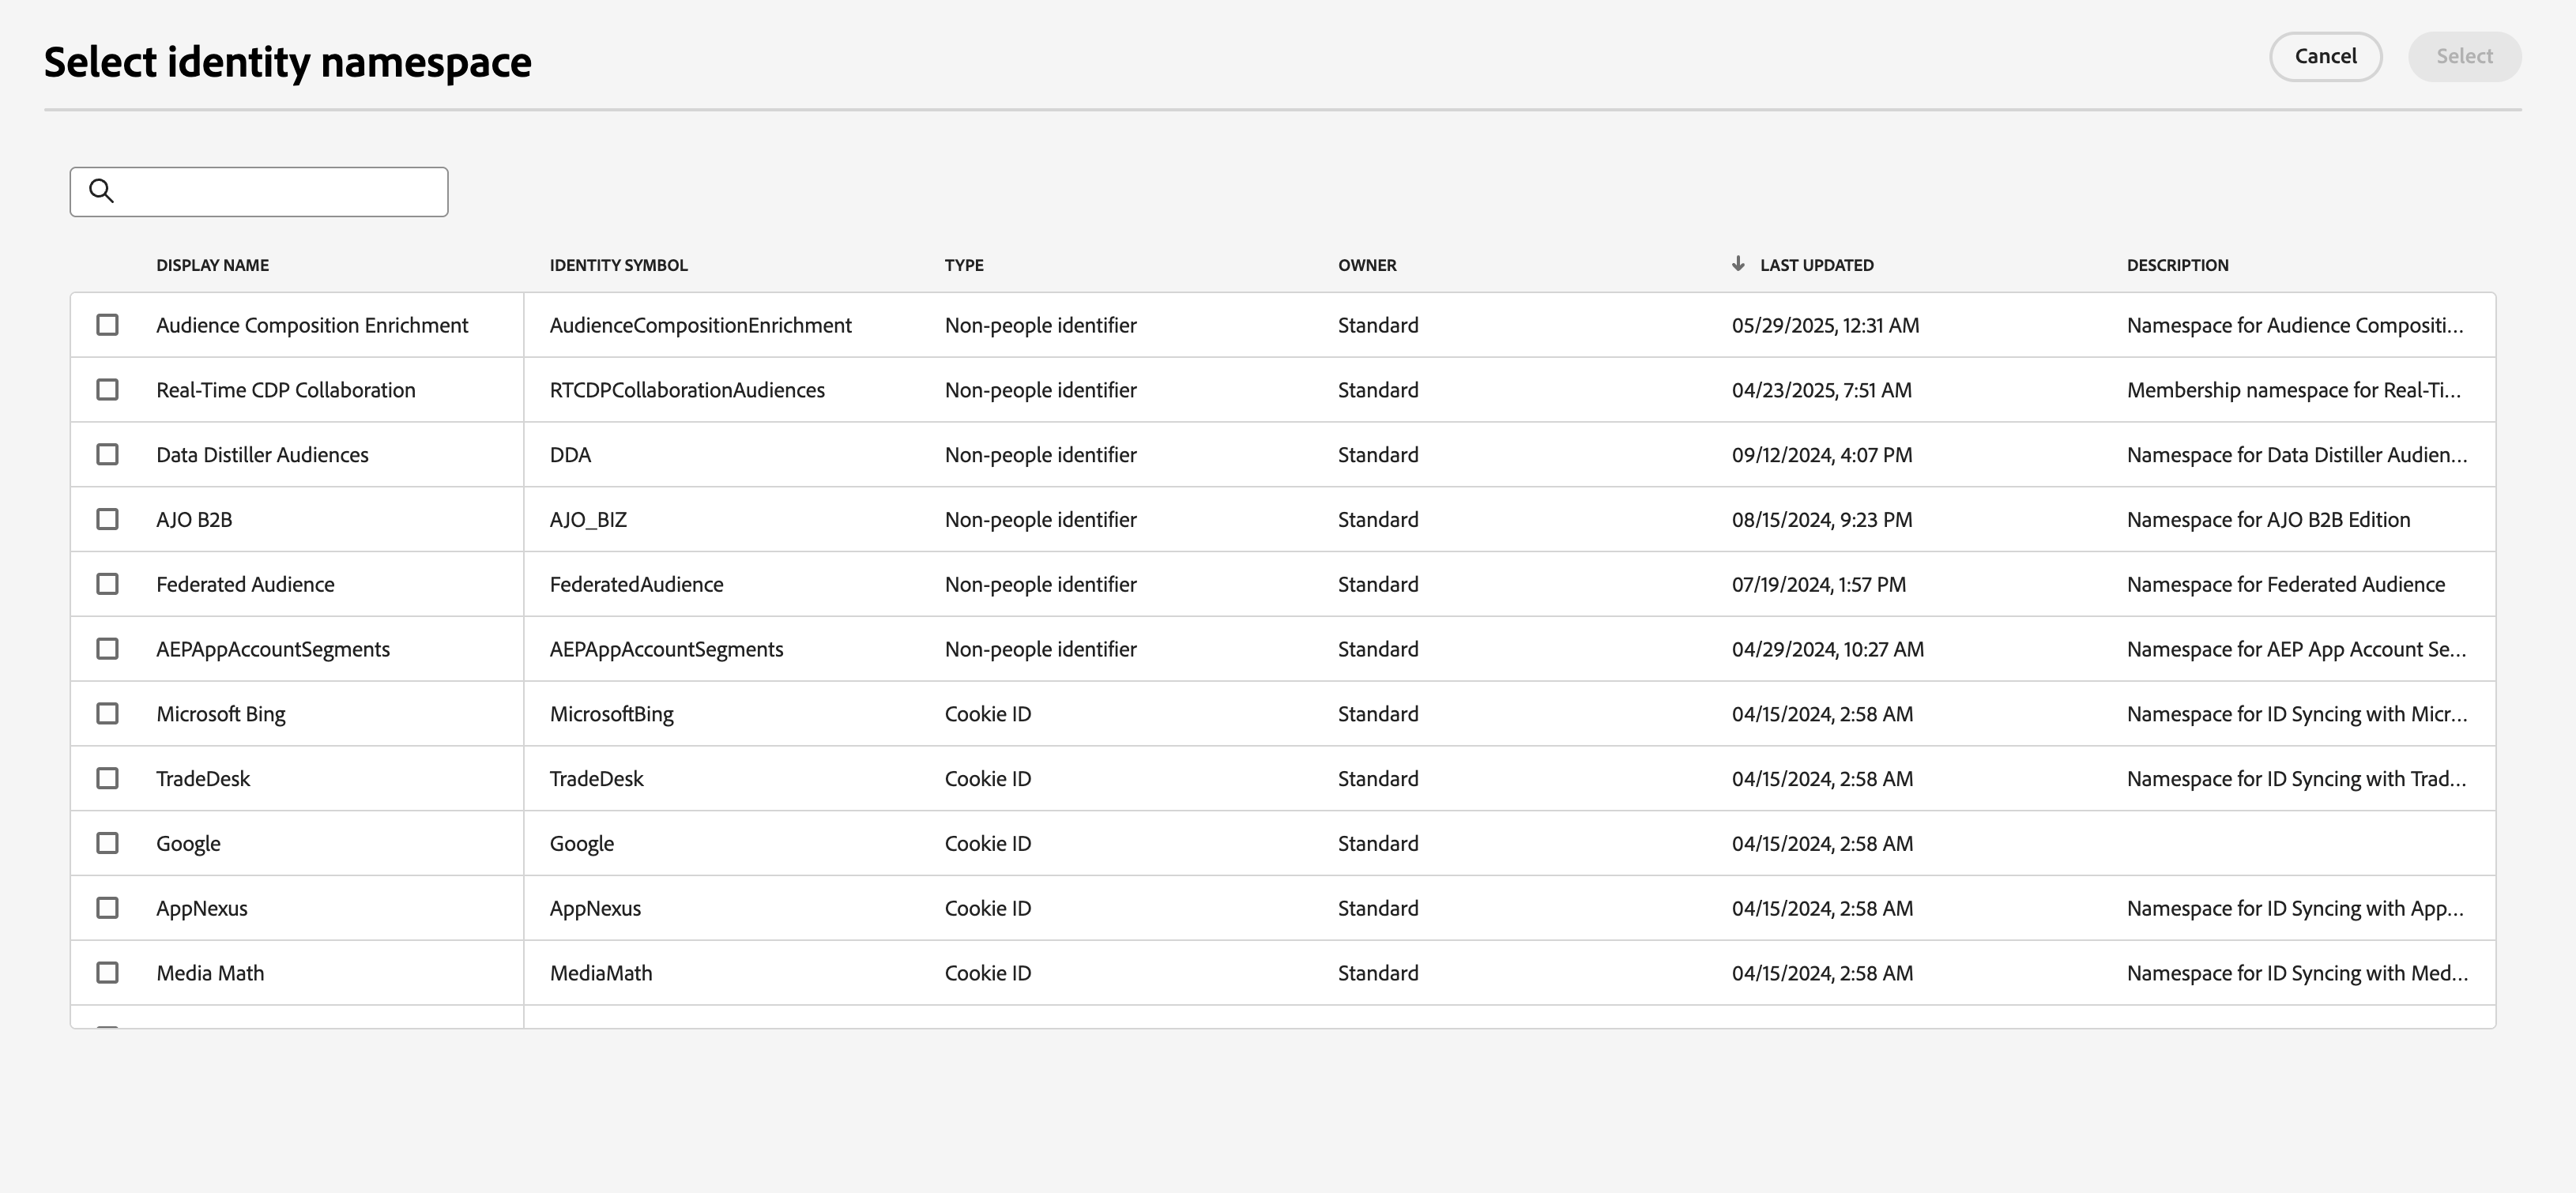 Select identity namespace
Cancel
Select
DISPLAY NAME IDENTITY SYMBOL TYPE OWNER LAST UPDATED DESCRIPTION
Audience Composition Enrichment AudienceCompositionEnrichment Non-people identifier Standard 05/29/2025, 12:31 AM Namespace for Audience Compositi...
Real-Time CDP Collaboration RTCDPCollaborationAudiences Non-people identifier Standard 04/23/2025, 7:51 AM Membership namespace for Real-Ti...
Data Distiller Audiences DDA Non-people identifier Standard 09/12/2024, 4:07 PM Namespace for Data Distiller Audien...
AJO B2B AJO_BIZ Non-people identifier Standard 08/15/2024, 9:23 PM Namespace for AJO B2B Edition
Federated Audience FederatedAudience Non-people identifier Standard 07/19/2024, 1:57 PM Namespace for Federated Audience
AEPAppAccountSegments AEPAppAccountSegments Non-people identifier Standard 04/29/2024, 10:27 AM Namespace for AEP App Account Se...
Microsoft Bing MicrosoftBing Cookie ID Standard 04/15/2024, 2:58 AM Namespace for ID Syncing with Micr...
TradeDesk TradeDesk Cookie ID Standard 04/15/2024, 2:58 AM Namespace for ID Syncing with Trad...
Google Google Cookie ID Standard 04/15/2024, 2:58 AM
AppNexus AppNexus Cookie ID Standard 04/15/2024, 2:58 AM Namespace for ID Syncing with App...
Media Math MediaMath Cookie ID Standard 04/15/2024, 2:58 AM Namespace for ID Syncing with Med...